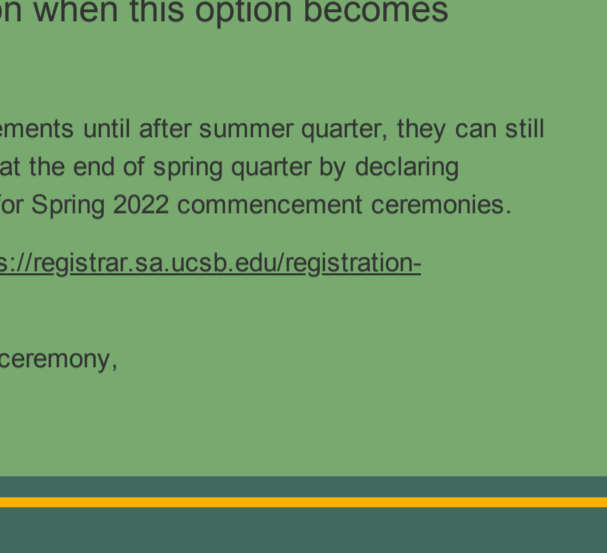 on when this option becomes
ements until after summer quarter, they can still
at the end of spring quarter by declaring
for Spring 2022 commencement ceremonies.
s://registrar.sa.ucsb.edu/registration-
ceremony,